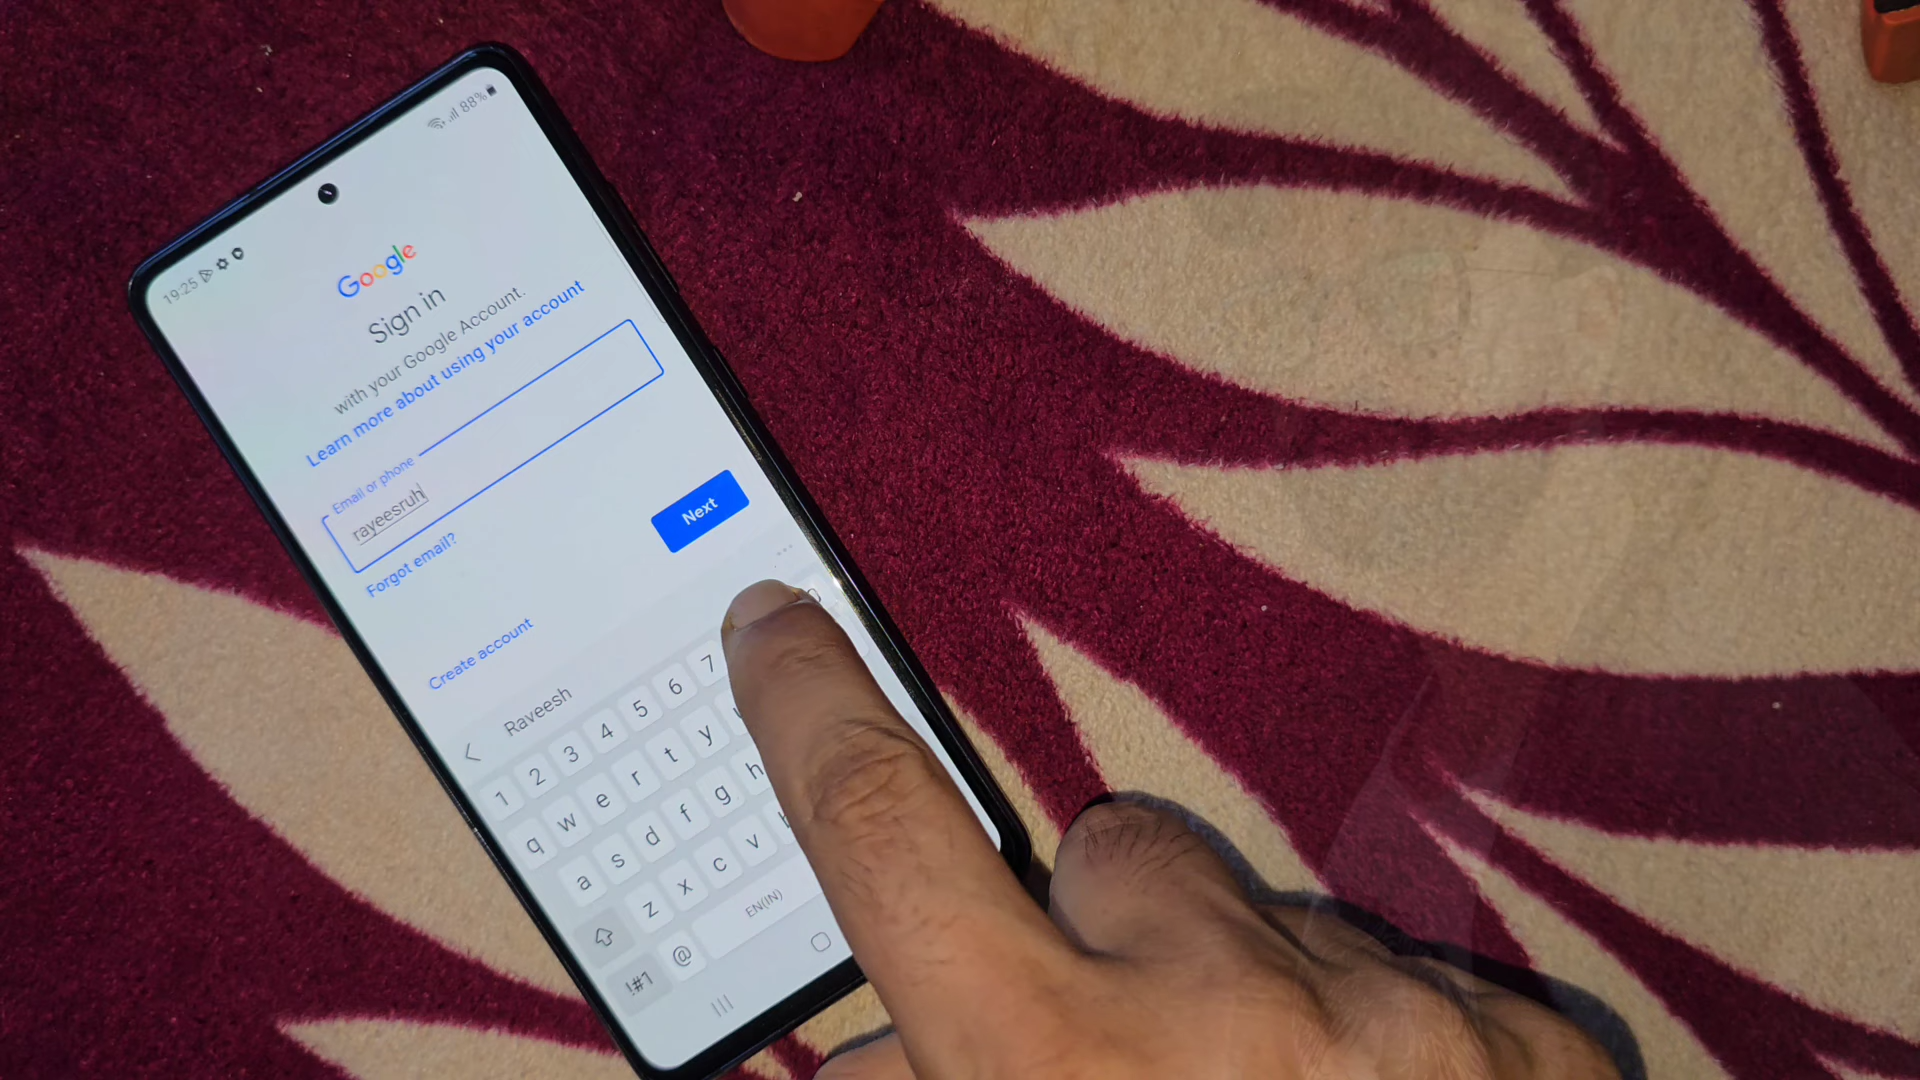 19:25
88%
Google
Sign in
with your Google Account.
Learn more about using your account
Email or phone
rayeesruh
Forgot email?
Next
Create account
Raveesh
1 2 3 4 5 6 7
q w e r t y
a s d f g h
z x c v
!#1 @ EN(IN)